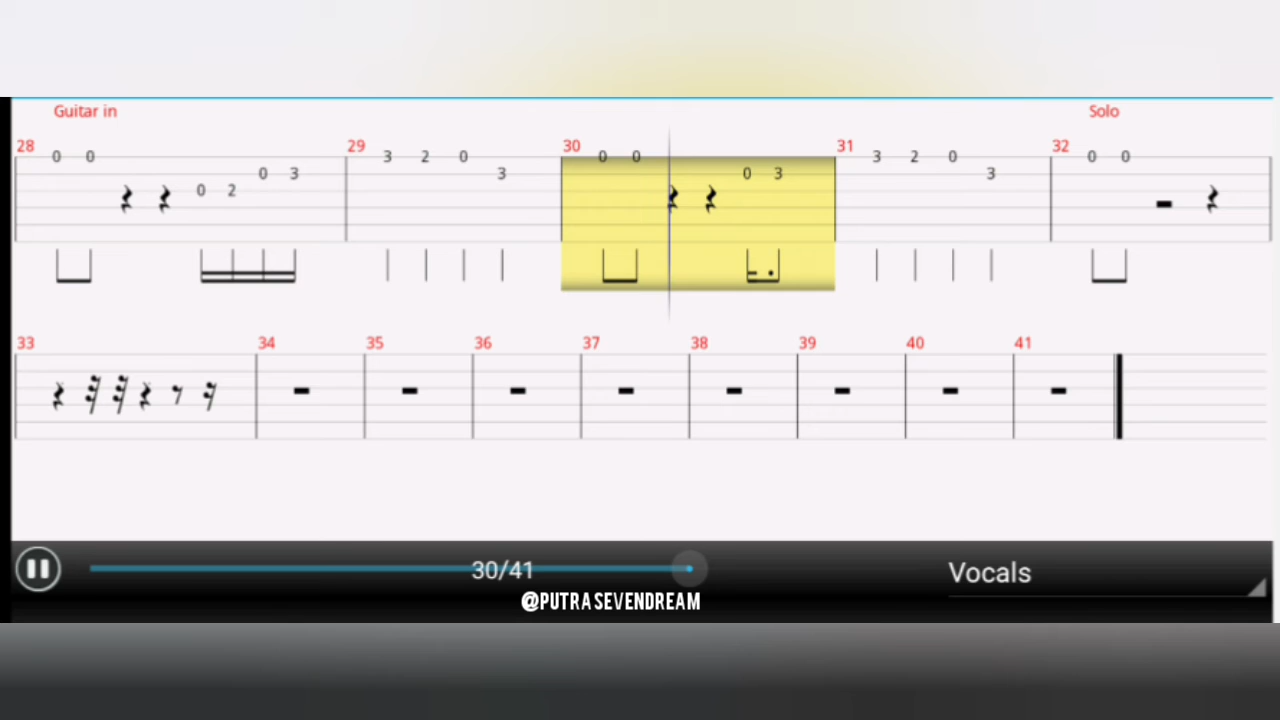 Guitar in
Solo
28 29 30 31 32
0 0 3 2 0 0 0 3 2 0 0 0
0 3 3 0 3 3
0 2
33 34 35 36 37 38 39 40 41
30/41
Vocals
@PUTRASEVENDREAM